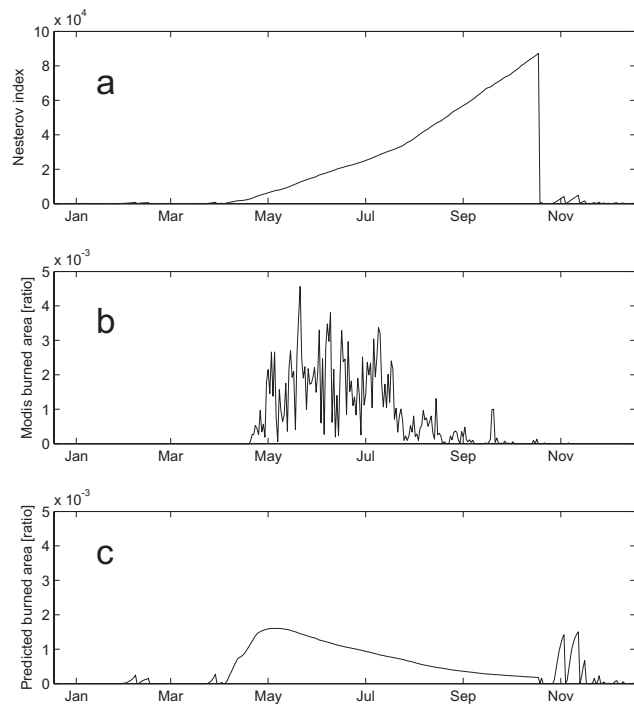 x 10⁴
10
8
6
4
2
0
Nesterov index
a
Jan Mar May Jul Sep Nov
x 10⁻³
5
4
3
2
1
0
Modis burned area [ratio]
b
Jan Mar May Jul Sep Nov
x 10⁻³
5
4
3
2
1
0
Predicted burned area [ratio]
c
Jan Mar May Jul Sep Nov